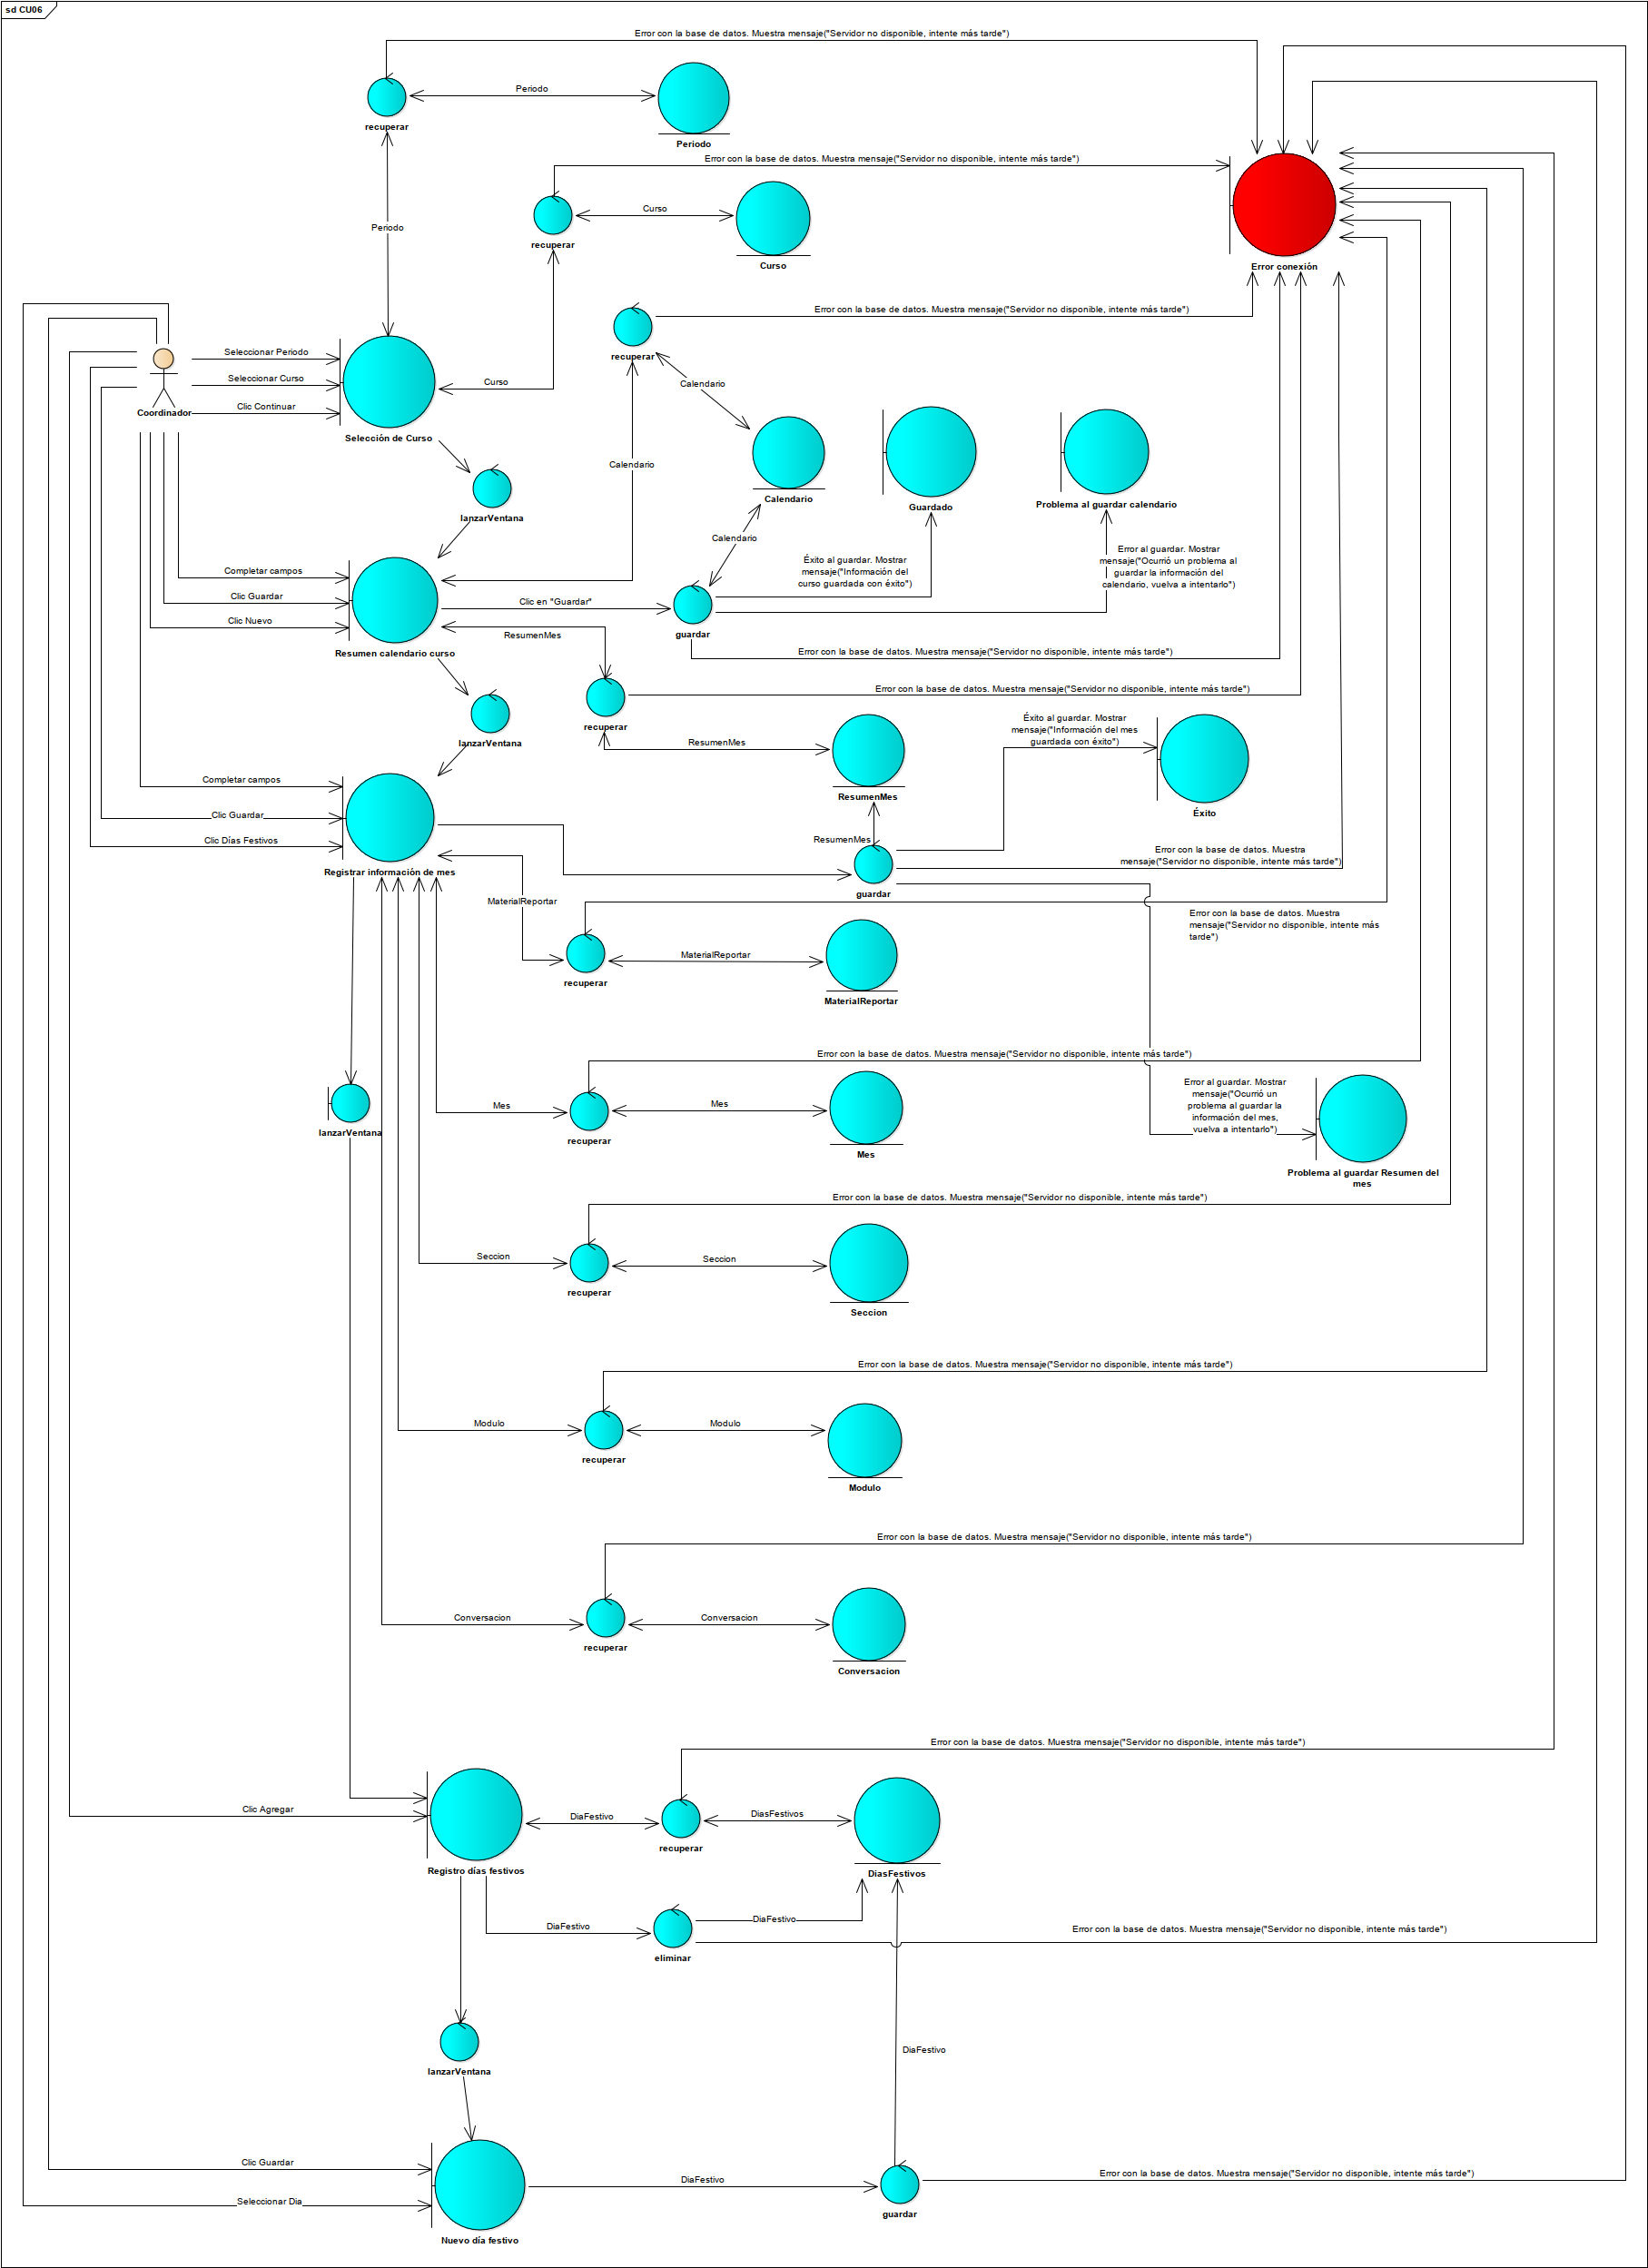 sd CU06
Error con la base de datos. Muestra mensaje("Servidor no disponible, intente más tarde")
Periodo
recuperar
Periodo
Error con la base de datos. Muestra mensaje("Servidor no disponible, intente más tarde")
Curso
recuperar
Curso
Error conexión
Periodo
Error con la base de datos. Muestra mensaje("Servidor no disponible, intente más tarde")
Seleccionar Periodo
recuperar
Seleccionar Curso
Curso
Calendario
Clic Continuar
Coordinador
Selección de Curso
Calendario
Calendario
Guardado
Problema al guardar calendario
lanzarVentana
Calendario
Éxito al guardar. Mostrar
mensaje("Información del
curso guardada con éxito")
Error al guardar. Mostrar
mensaje("Ocurrió un problema al
guardar la información del
calendario, vuelva a intentarlo")
Completar campos
Clic Guardar
Clic en "Guardar"
Clic Nuevo
ResumenMes
guardar
Resumen calendario curso
Error con la base de datos. Muestra mensaje("Servidor no disponible, intente más tarde")
Error con la base de datos. Muestra mensaje("Servidor no disponible, intente más tarde")
recuperar
lanzarVentana
ResumenMes
Éxito al guardar. Mostrar
mensaje("Información del mes
guardada con éxito")
Completar campos
ResumenMes
Éxito
Clic Guardar
Clic Días Festivos
ResumenMes
Error con la base de datos. Muestra
mensaje("Servidor no disponible, intente más tarde")
Registrar información de mes
guardar
MaterialReportar
Error con la base de datos. Muestra
mensaje("Servidor no disponible, intente más
tarde")
MaterialReportar
recuperar
MaterialReportar
Error con la base de datos. Muestra mensaje("Servidor no disponible, intente más tarde")
Error al guardar. Mostrar
mensaje("Ocurrió un
problema al guardar la
información del mes,
vuelva a intentarlo")
Mes
Mes
lanzarVentana
recuperar
Mes
Problema al guardar Resumen del
mes
Error con la base de datos. Muestra mensaje("Servidor no disponible, intente más tarde")
Seccion
Seccion
recuperar
Seccion
Error con la base de datos. Muestra mensaje("Servidor no disponible, intente más tarde")
Modulo
Modulo
recuperar
Modulo
Error con la base de datos. Muestra mensaje("Servidor no disponible, intente más tarde")
Conversacion
Conversacion
recuperar
Conversacion
Error con la base de datos. Muestra mensaje("Servidor no disponible, intente más tarde")
Clic Agregar
DiaFestivo
DiasFestivos
recuperar
Registro días festivos
DiasFestivos
DiaFestivo
DiaFestivo
Error con la base de datos. Muestra mensaje("Servidor no disponible, intente más tarde")
eliminar
DiaFestivo
lanzarVentana
Clic Guardar
Error con la base de datos. Muestra mensaje("Servidor no disponible, intente más tarde")
DiaFestivo
Seleccionar Dia
guardar
Nuevo día festivo